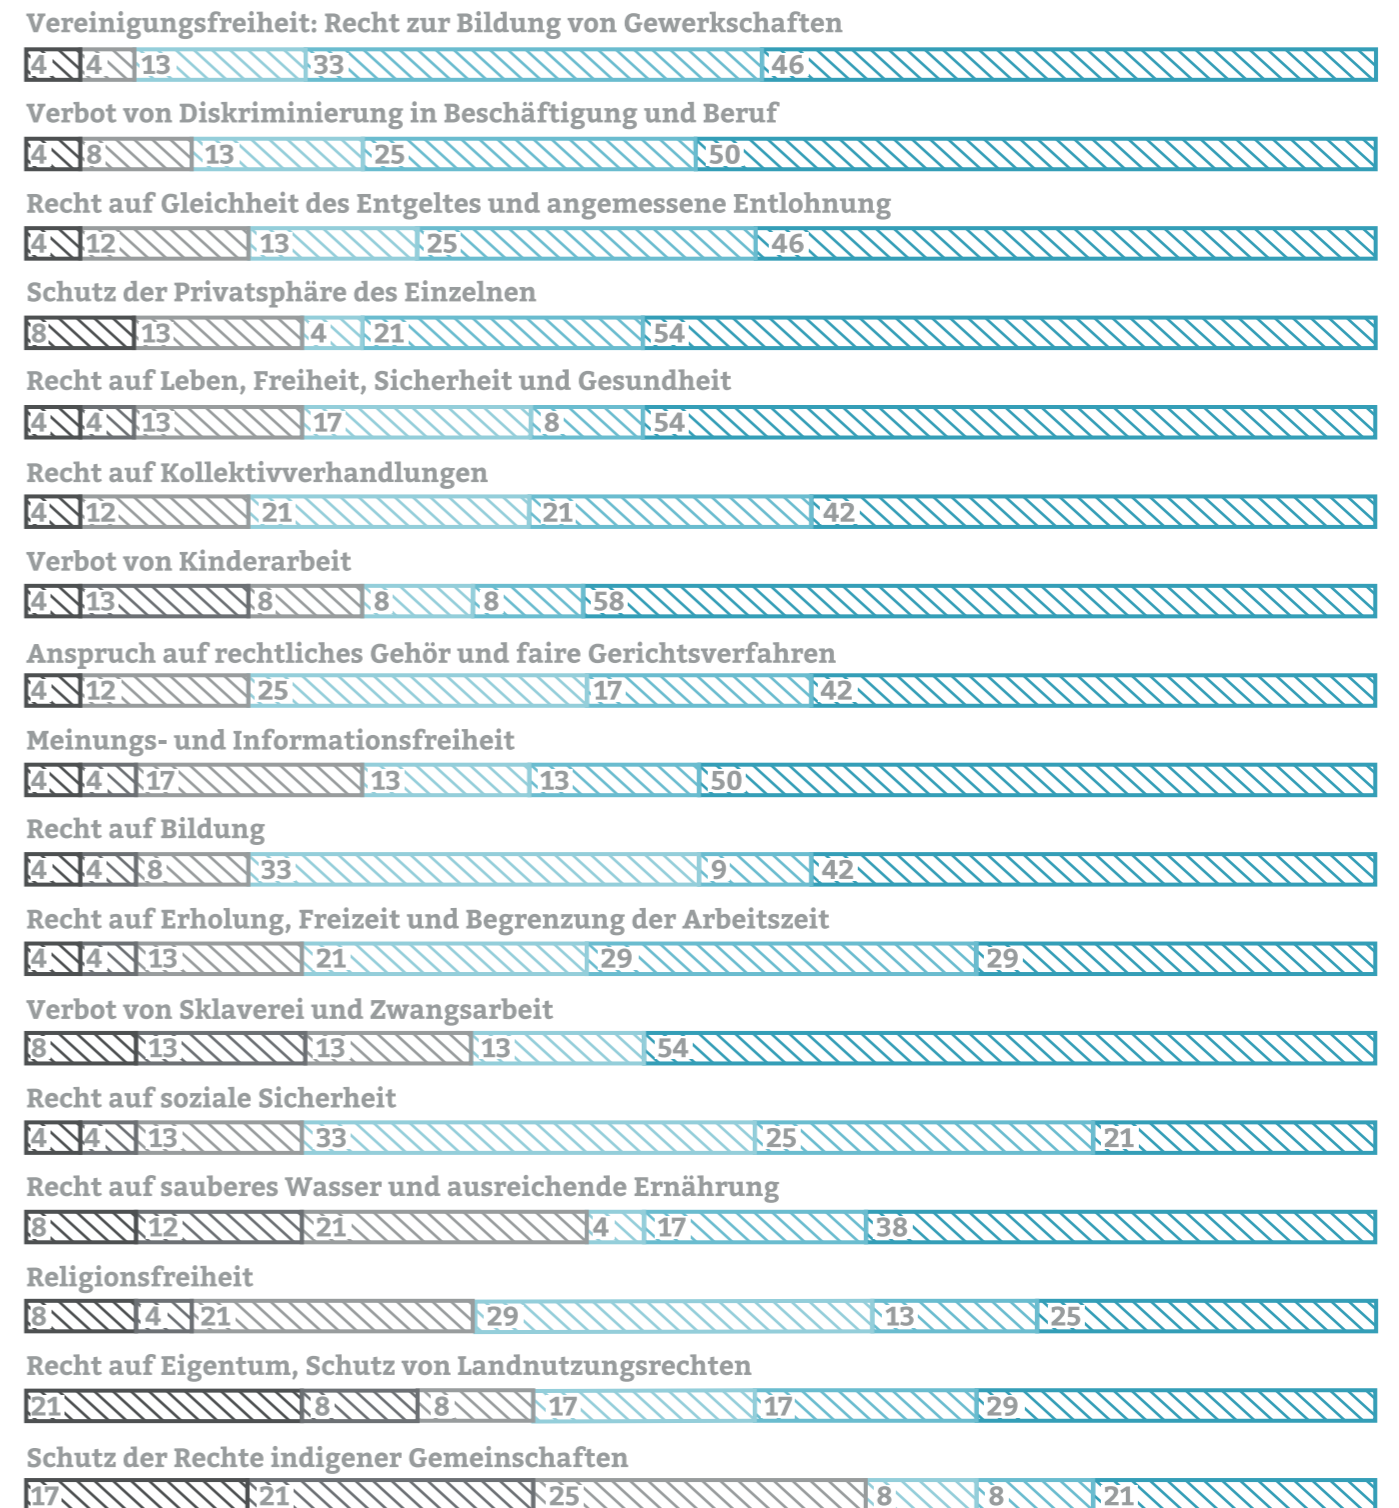 Vereinigungsfreiheit: Recht zur Bildung von Gewerkschaften
4 4 13 33 46
Verbot von Diskriminierung in Beschäftigung und Beruf
4 8 13 25 50
Recht auf Gleichheit des Entgeltes und angemessene Entlohnung
4 12 13 25 46
Schutz der Privatsphäre des Einzelnen
8 13 4 21 54
Recht auf Leben, Freiheit, Sicherheit und Gesundheit
4 4 13 17 8 54
Recht auf Kollektivverhandlungen
4 12 21 21 42
Verbot von Kinderarbeit
4 13 8 8 8 58
Anspruch auf rechtliches Gehör und faire Gerichtsverfahren
4 12 25 17 42
Meinungs- und Informationsfreiheit
4 4 17 13 13 50
Recht auf Bildung
4 4 8 33 9 42
Recht auf Erholung, Freizeit und Begrenzung der Arbeitszeit
4 4 13 21 29 29
Verbot von Sklaverei und Zwangsarbeit
8 13 13 13 54
Recht auf soziale Sicherheit
4 4 13 33 25 21
Recht auf sauberes Wasser und ausreichende Ernährung
8 12 21 4 17 38
Religionsfreiheit
8 4 21 29 13 25
Recht auf Eigentum, Schutz von Landnutzungsrechten
21 8 8 17 17 29
Schutz der Rechte indigener Gemeinschaften
17 21 25 8 8 21